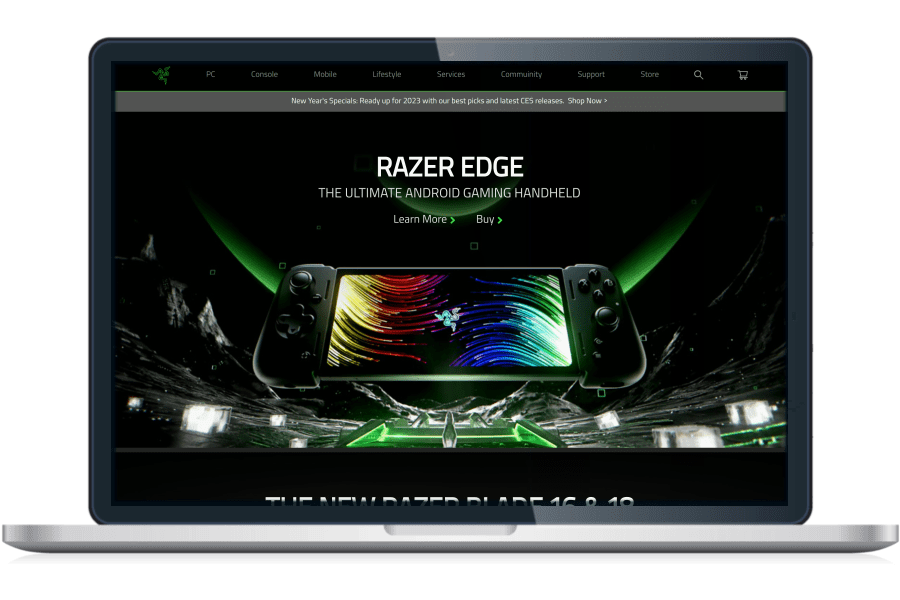 PC Console Mobile Lifestyle Services Commuinity Support Store
New Year's Specials: Ready up for 2023 with our best picks and latest CES releases. Shop Now >
RAZER EDGE
THE ULTIMATE ANDROID GAMING HANDHELD
Learn More > Buy >
THE NEW RAZER BLADE 16 & 18